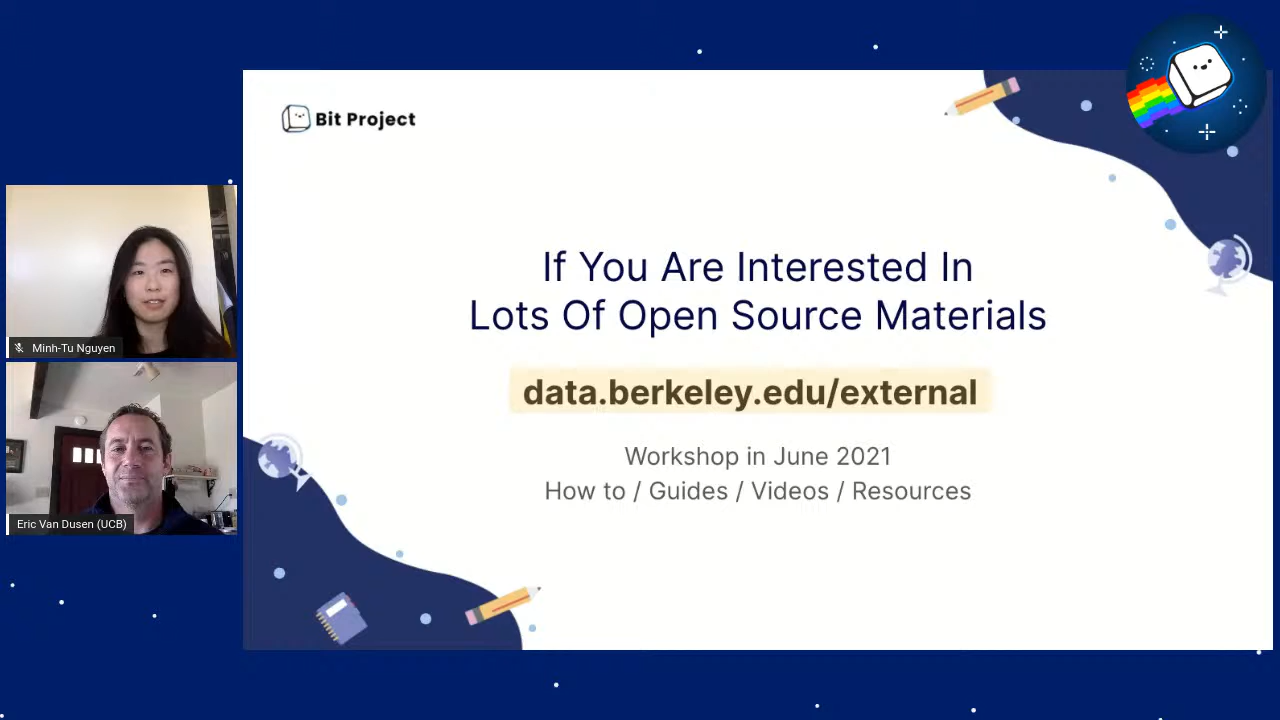 Bit Project
If You Are Interested In
Lots Of Open Source Materials
data.berkeley.edu/external
Workshop in June 2021
How to / Guides / Videos / Resources
Minh-Tu Nguyen
Eric Van Dusen (UCB)